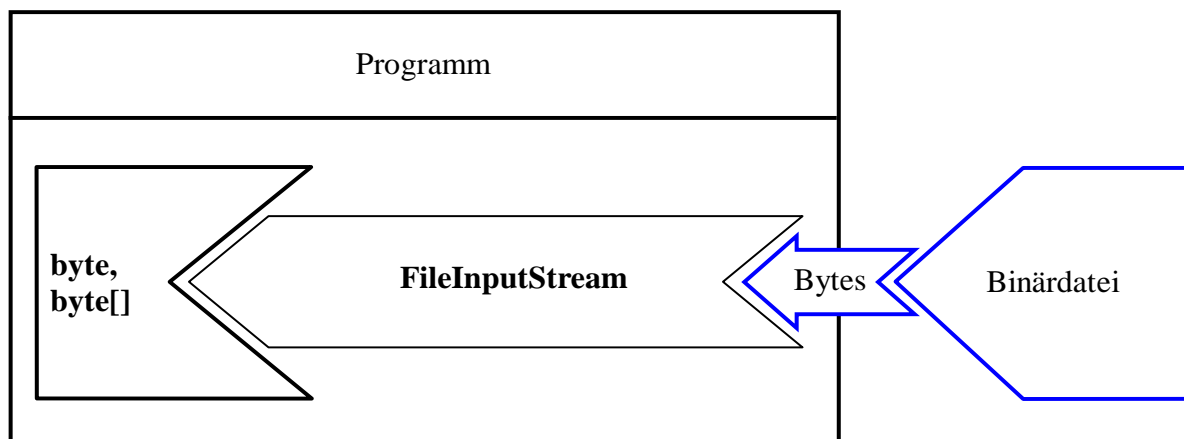 Programm
byte,
byte[]
FileInputStream
Bytes
Binärdatei